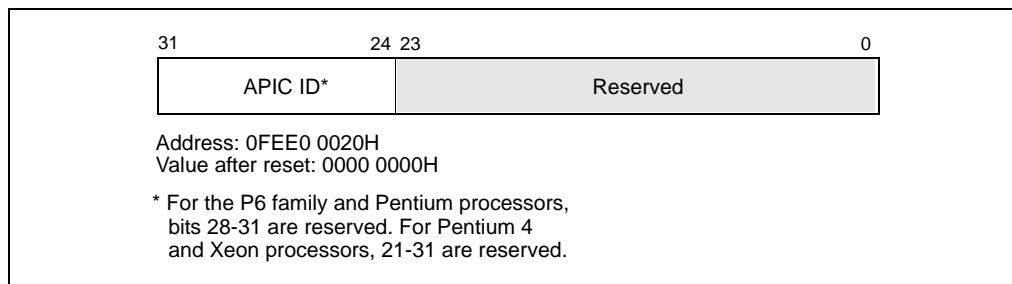 31 24 23 0
APIC ID* Reserved
Address: 0FEE0 0020H
Value after reset: 0000 0000H
* For the P6 family and Pentium processors,
bits 28-31 are reserved. For Pentium 4
and Xeon processors, 21-31 are reserved.